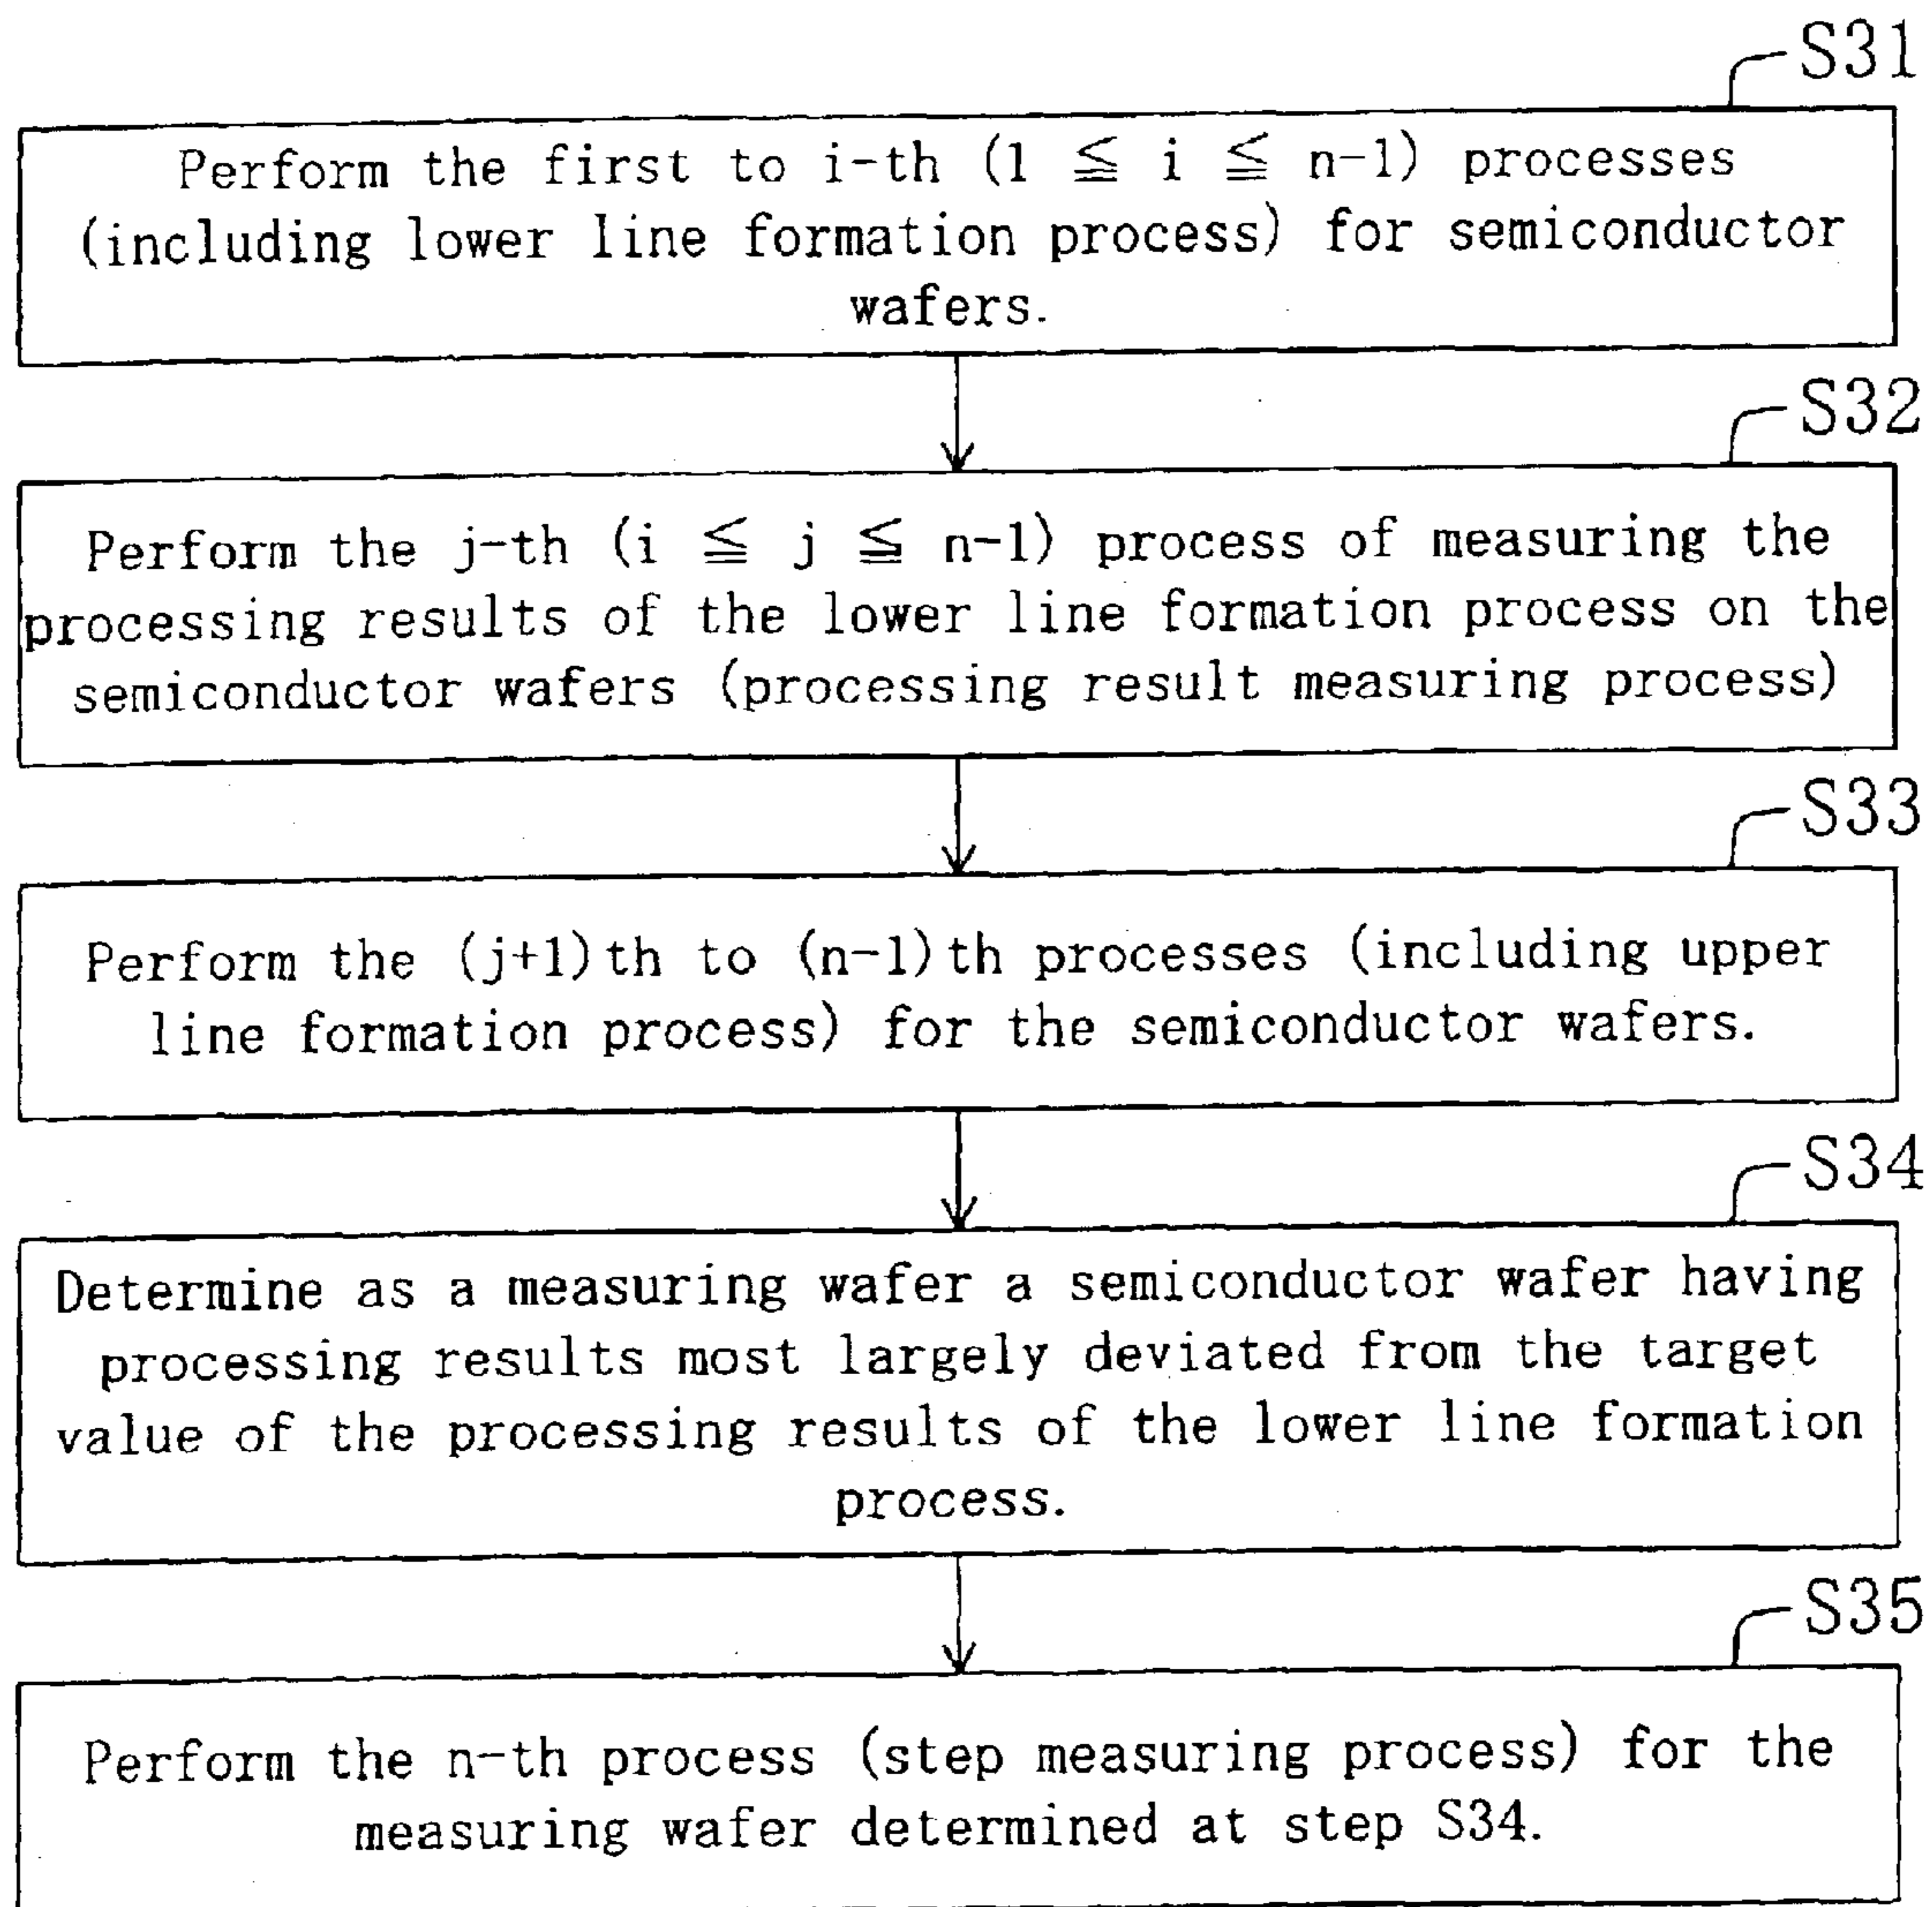 S31
Perform the first to i-th (1 ≦ i ≦ n-1) processes
(including lower line formation process) for semiconductor
wafers.
S32
Perform the j-th (i ≦ j ≦ n-1) process of measuring the
processing results of the lower line formation process on the
semiconductor wafers (processing result measuring process)
S33
Perform the (j+1)th to (n-1)th processes (including upper
line formation process) for the semiconductor wafers.
S34
Determine as a measuring wafer a semiconductor wafer having
processing results most largely deviated from the target
value of the processing results of the lower line formation
process.
S35
Perform the n-th process (step measuring process) for the
measuring wafer determined at step S34.